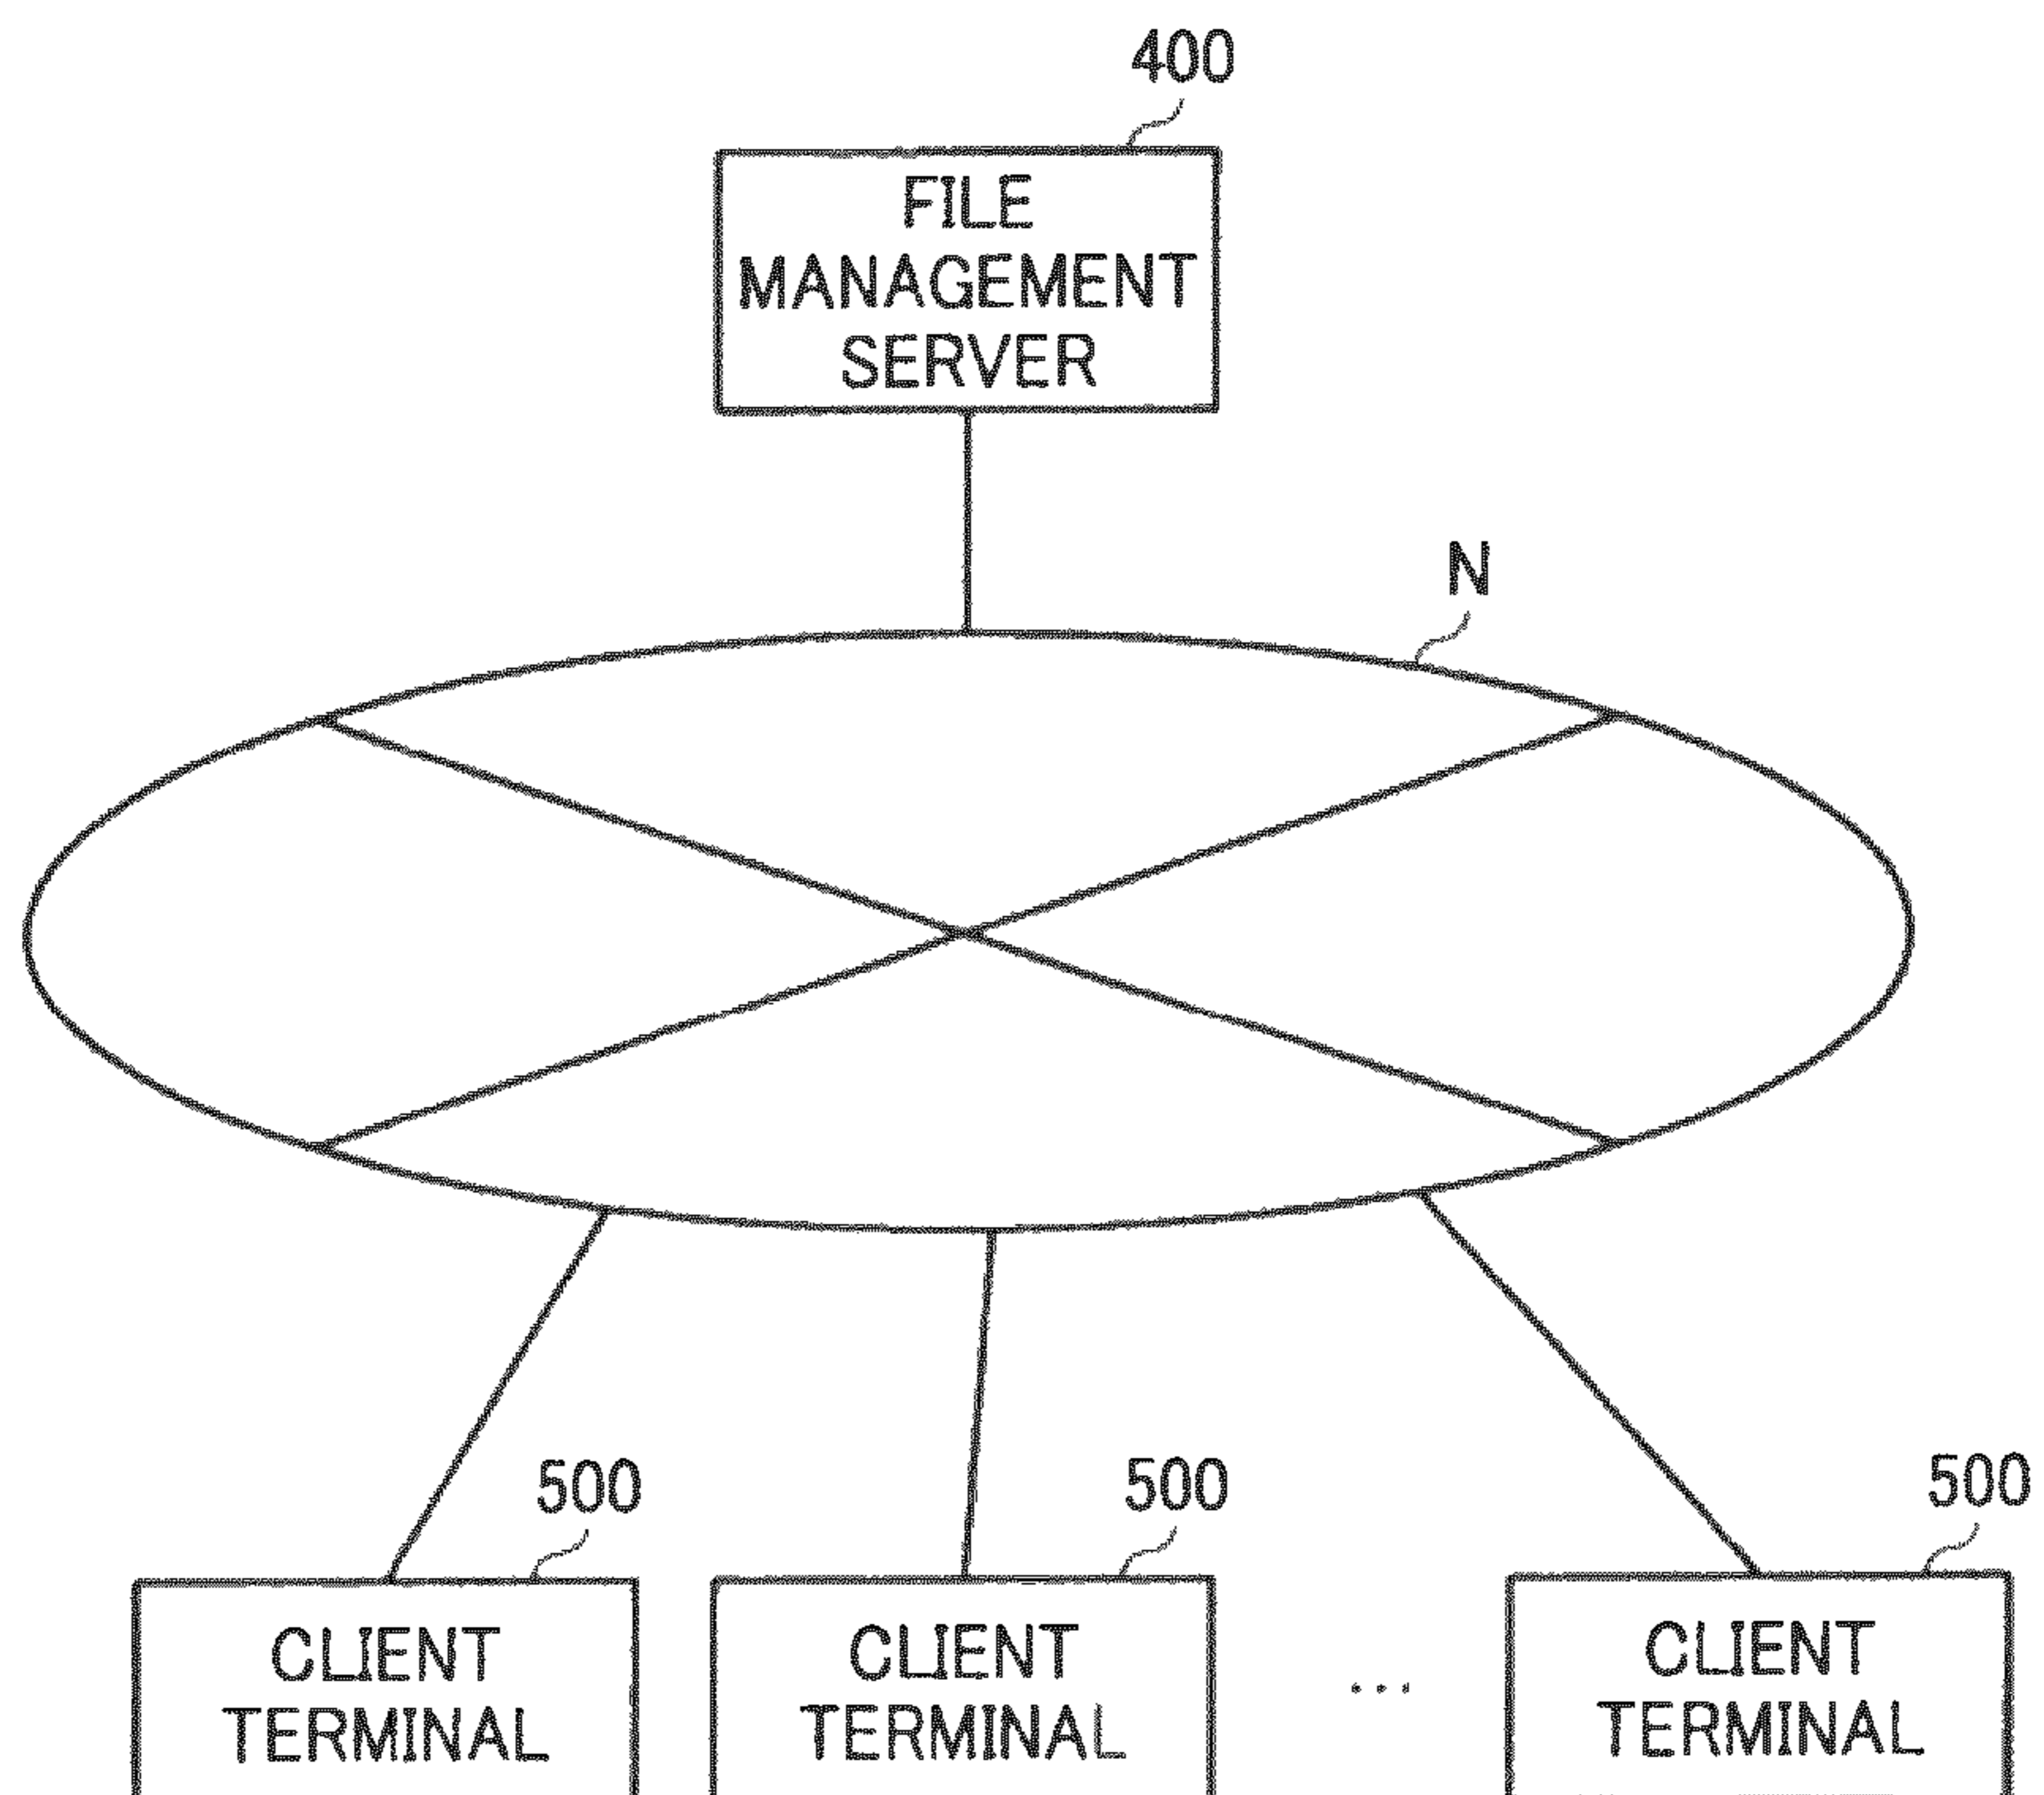 400
FILE
MANAGEMENT
SERVER
N
500
500
500
CLIENT
TERMINAL
CLIENT
TERMINAL
...
CLIENT
TERMINAL